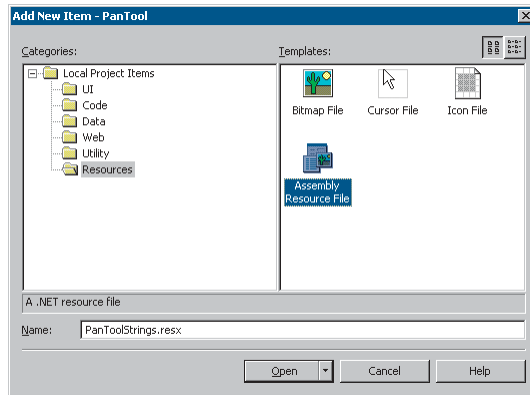 Add New Item - PanTool
Categories:
Templates:
Local Project Items
UI
Code
Data
Web
Utility
Resources
Bitmap File
Cursor File
Icon File
Assembly
Resource File
A .NET resource file
Name:
PanToolStrings.resx
Open
Cancel
Help